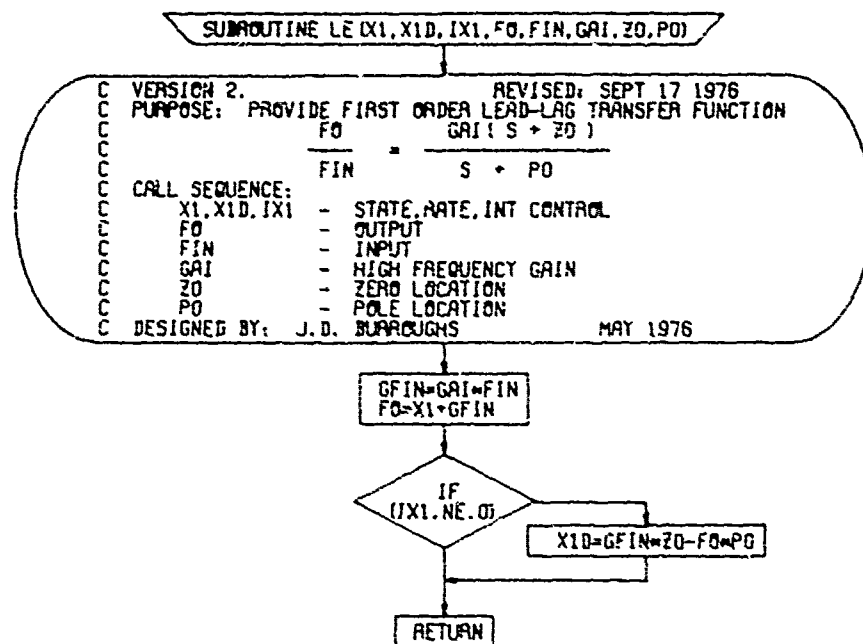 SUBROUTINE LE(X1,X1D,IX1,FO,FIN,GAI,ZO,PO)
C VERSION 2. REVISED: SEPT 17 1976
C PURPOSE: PROVIDE FIRST ORDER LEAD-LAG TRANSFER FUNCTION
C FO GAI( S + ZO )
C =
C FIN S + PO
C CALL SEQUENCE:
C X1,X1D,IX1 - STATE,RATE,INT CONTROL
C FO - OUTPUT
C FIN - INPUT
C GAI - HIGH FREQUENCY GAIN
C ZO - ZERO LOCATION
C PO - POLE LOCATION
C DESIGNED BY: J.D. BURROUGHS MAY 1976
GFIN=GAI*FIN
FO=X1+GFIN
IF
(IX1.NE.0)
X1D=GFIN*ZO-FO*PO
RETURN